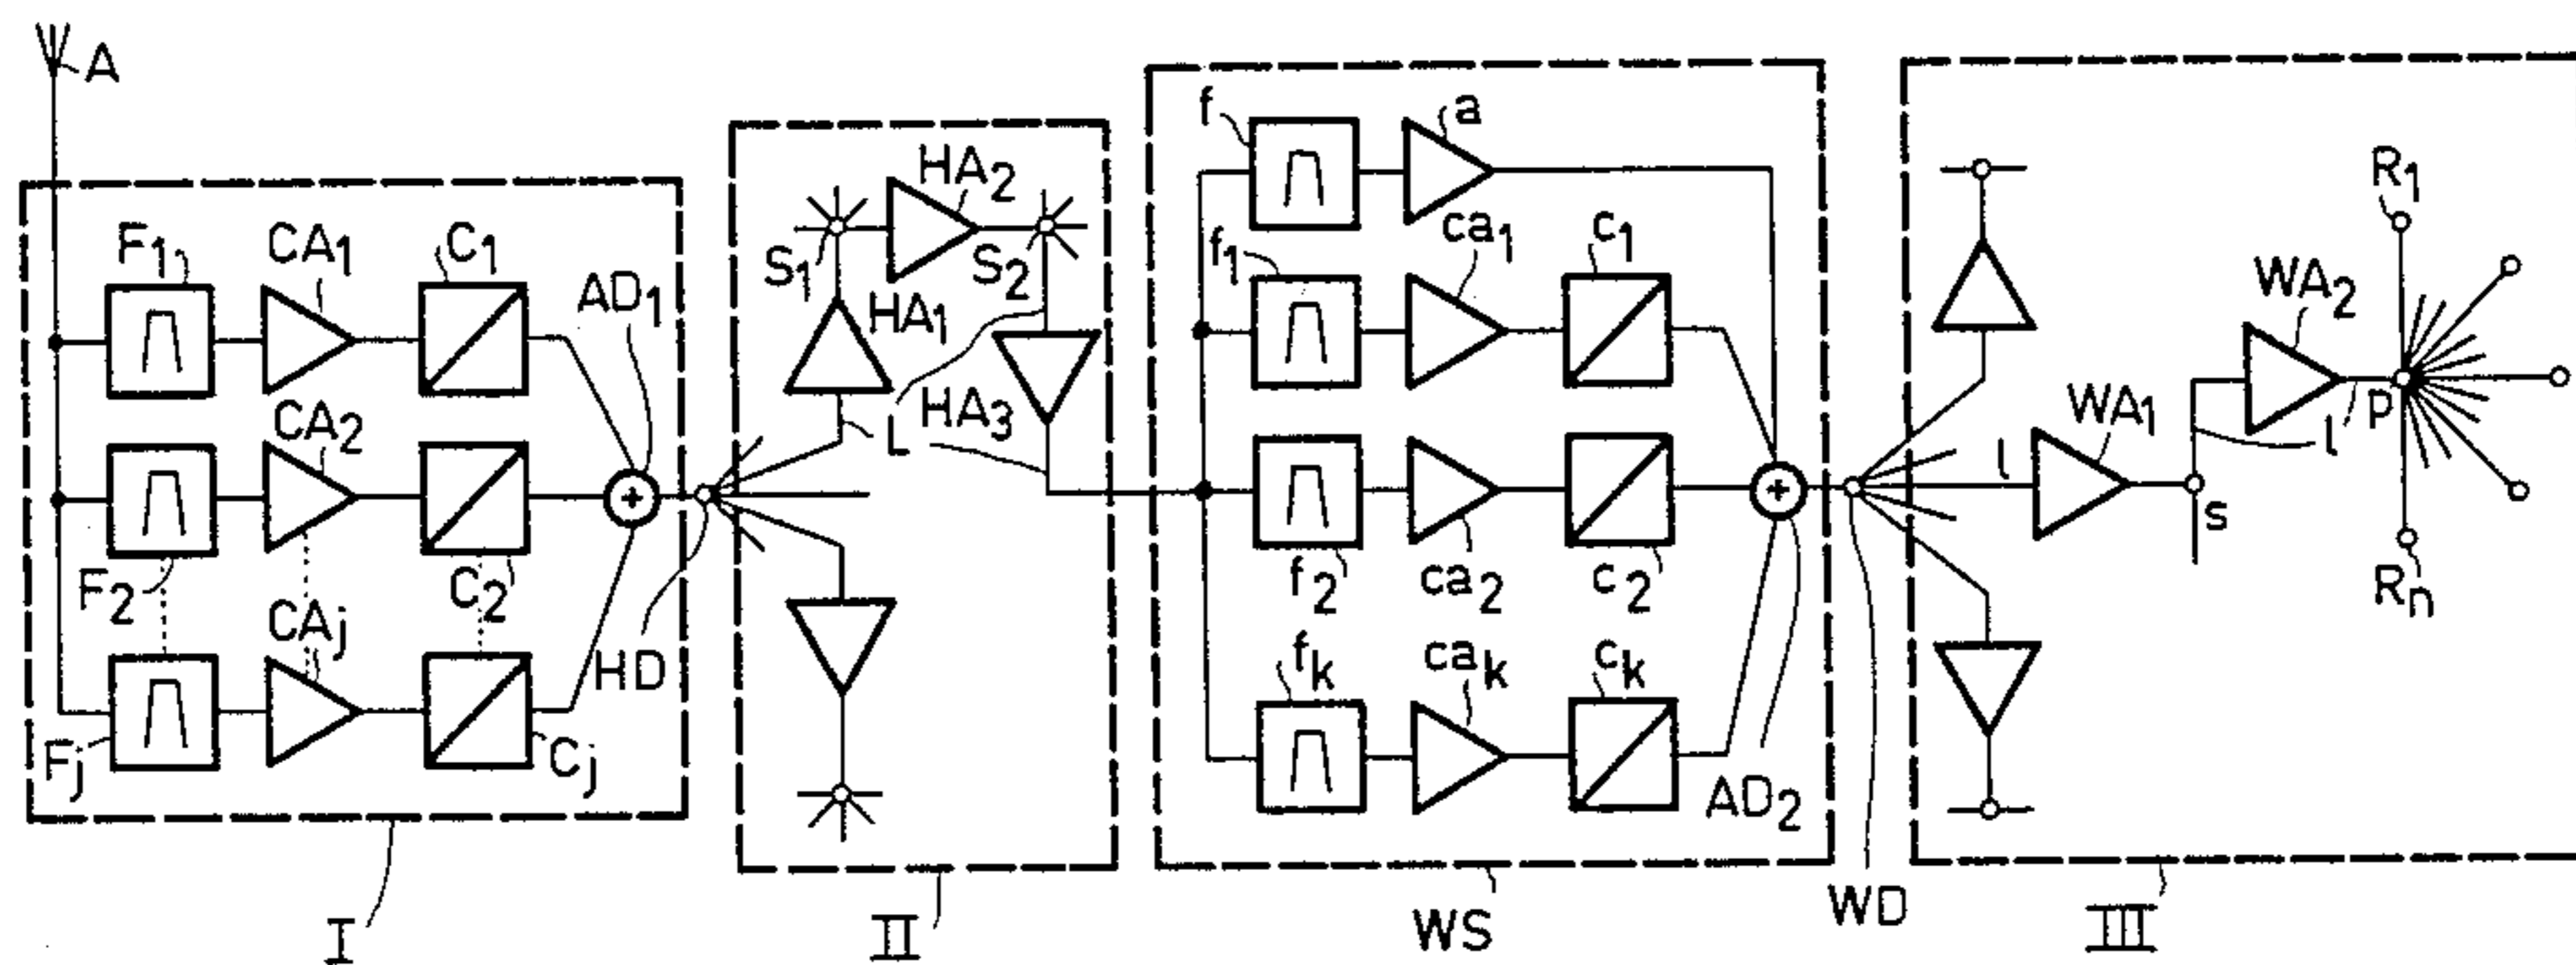 A
F₁
CA₁
C₁
AD₁
F₂
CA₂
C₂
Fⱼ
CAⱼ
Cⱼ
+
HD
I
S₁
HA₂
S₂
HA₁
HA₃
L
II
f
a
f₁
ca₁
c₁
f₂
ca₂
c₂
fₖ
caₖ
cₖ
+
AD₂
WS
WD
l
WA₁
s
WA₂
l
P
R₁
Rₙ
III